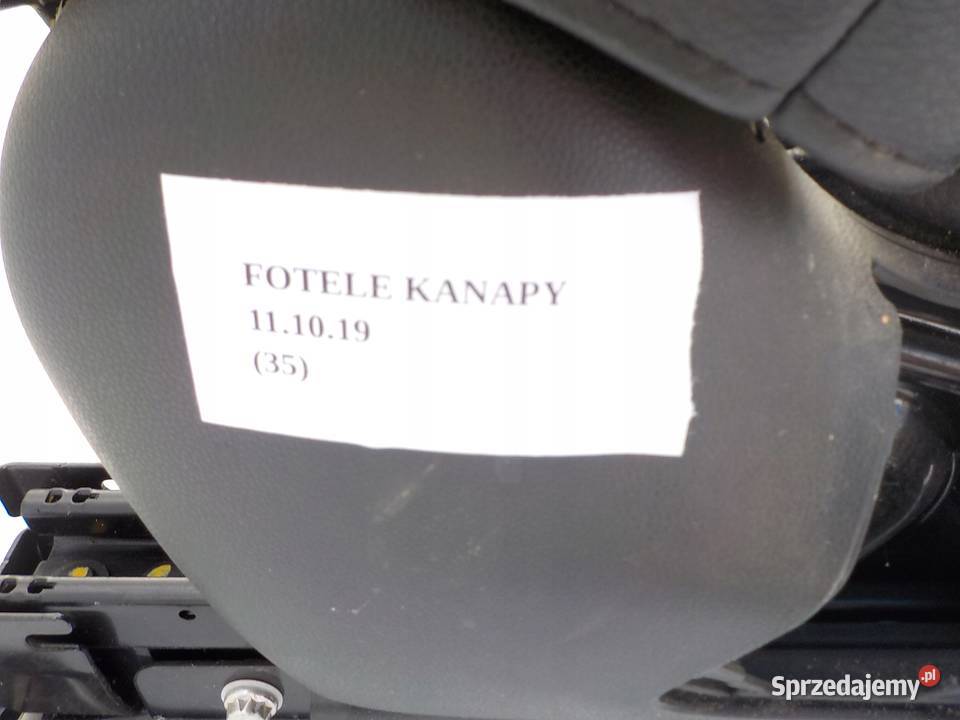 FOTELE KANAPY
11.10.19
(35)
Sprzedajemy.pl